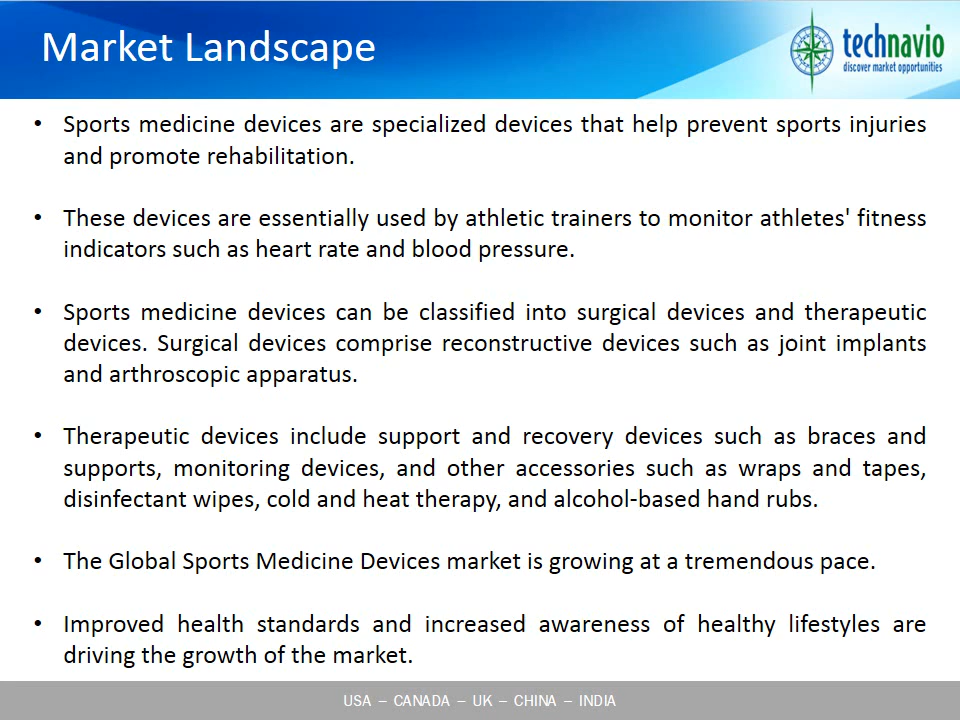 Market Landscape
technavio
discover market opportunities
• Sports medicine devices are specialized devices that help prevent sports injuries
and promote rehabilitation.
• These devices are essentially used by athletic trainers to monitor athletes' fitness
indicators such as heart rate and blood pressure.
• Sports medicine devices can be classified into surgical devices and therapeutic
devices. Surgical devices comprise reconstructive devices such as joint implants
and arthroscopic apparatus.
• Therapeutic devices include support and recovery devices such as braces and
supports, monitoring devices, and other accessories such as wraps and tapes,
disinfectant wipes, cold and heat therapy, and alcohol-based hand rubs.
• The Global Sports Medicine Devices market is growing at a tremendous pace.
• Improved health standards and increased awareness of healthy lifestyles are
driving the growth of the market.
USA – CANADA – UK – CHINA – INDIA